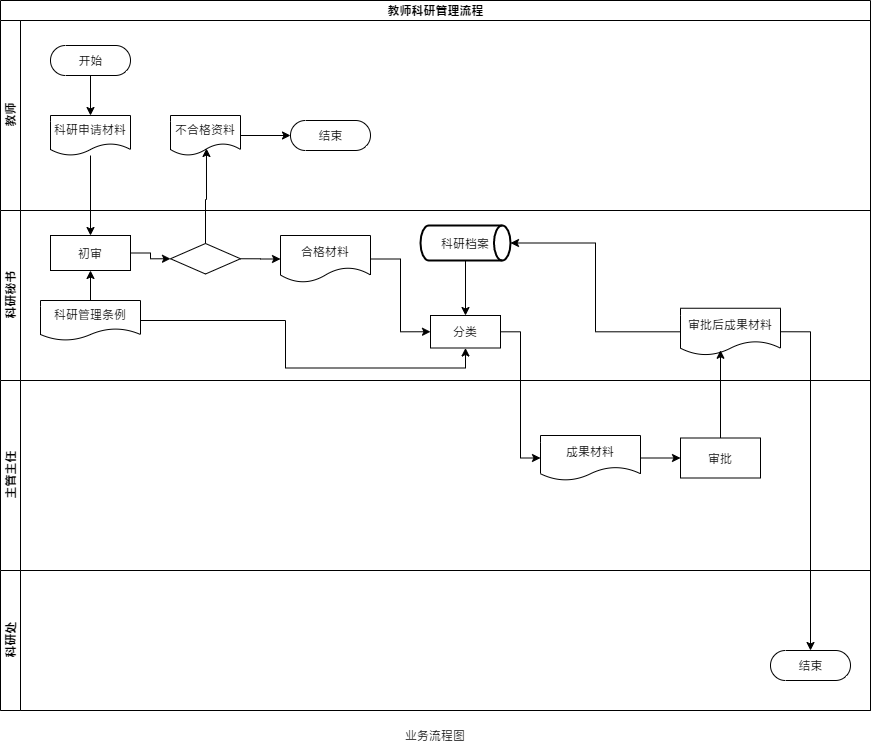 教师科研管理流程
教师
开始
科研申请材料
不合格资料
结束
科研秘书
初审
合格材料
科研档案
科研管理条例
分类
审批后成果材料
主管主任
成果材料
审批
科研处
结束
业务流程图